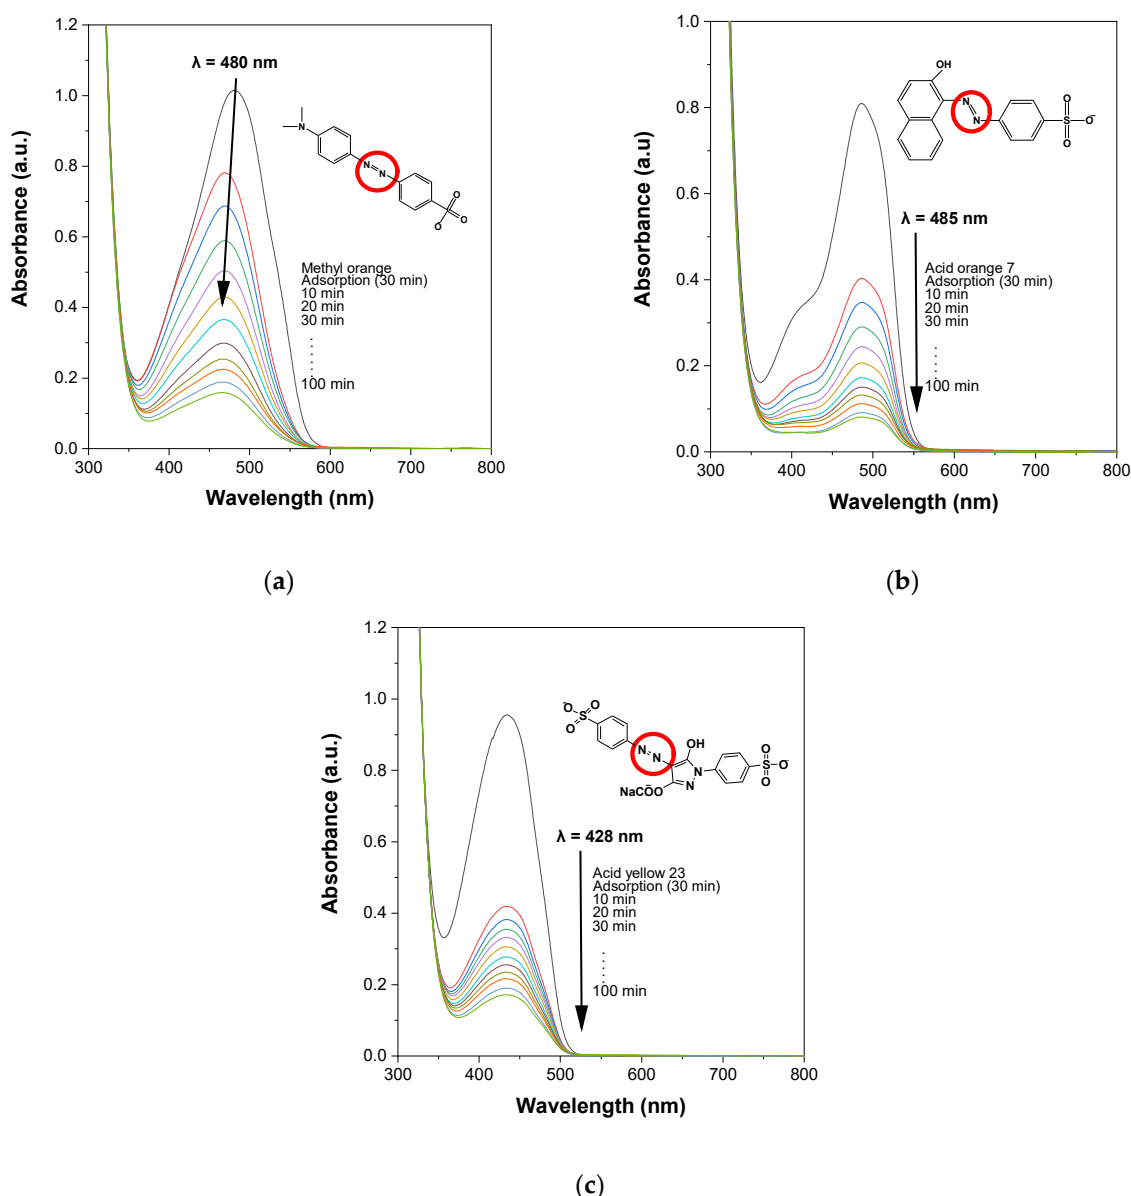 1.2
1.0
0.8
0.6
0.4
0.2
0.0
300 400 500 600 700 800
Absorbance (a.u.)
Wavelength (nm)
λ = 480 nm
N
N
N
S
O
O
O
Methyl orange
Adsorption (30 min)
10 min
20 min
30 min
......
100 min
(a)
1.0
0.8
0.6
0.4
0.2
0.0
300 400 500 600 700 800
Absorbance (a.u)
Wavelength (nm)
OH
N
N
O
S O-
O
λ = 485 nm
Acid orange 7
Adsorption (30 min)
10 min
20 min
30 min
.....
100 min
(b)
1.2
1.0
0.8
0.6
0.4
0.2
0.0
300 400 500 600 700 800
Absorbance (a.u.)
Wavelength (nm)
-O O
S
O
N
N
OH
N
N
NaCOO-
O
S O-
O
λ = 428 nm
Acid yellow 23
Adsorption (30 min)
10 min
20 min
30 min
.....
100 min
(c)